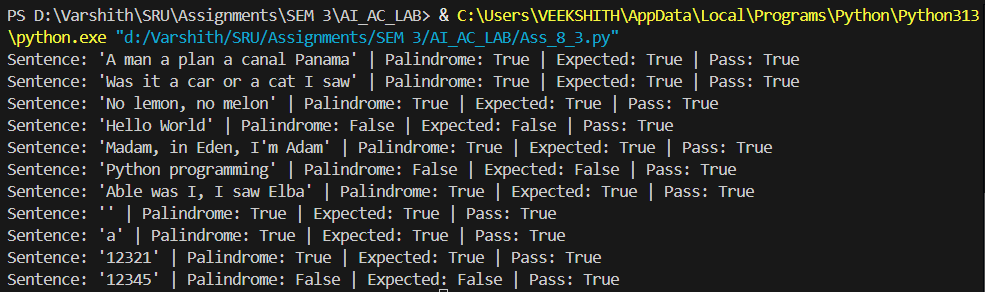 PS D:\Varshith\SRU\Assignments\SEM 3\AI_AC_LAB> & C:\Users\VEEKSHITH\AppData\Local\Programs\Python\Python313
\python.exe "d:/Varshith/SRU/Assignments/SEM 3/AI_AC_LAB/Ass_8_3.py"
Sentence: 'A man a plan a canal Panama' | Palindrome: True | Expected: True | Pass: True
Sentence: 'Was it a car or a cat I saw' | Palindrome: True | Expected: True | Pass: True
Sentence: 'No lemon, no melon' | Palindrome: True | Expected: True | Pass: True
Sentence: 'Hello World' | Palindrome: False | Expected: False | Pass: True
Sentence: 'Madam, in Eden, I'm Adam' | Palindrome: True | Expected: True | Pass: True
Sentence: 'Python programming' | Palindrome: False | Expected: False | Pass: True
Sentence: 'Able was I, I saw Elba' | Palindrome: True | Expected: True | Pass: True
Sentence: '' | Palindrome: True | Expected: True | Pass: True
Sentence: 'a' | Palindrome: True | Expected: True | Pass: True
Sentence: '12321' | Palindrome: True | Expected: True | Pass: True
Sentence: '12345' | Palindrome: False | Expected: False | Pass: True